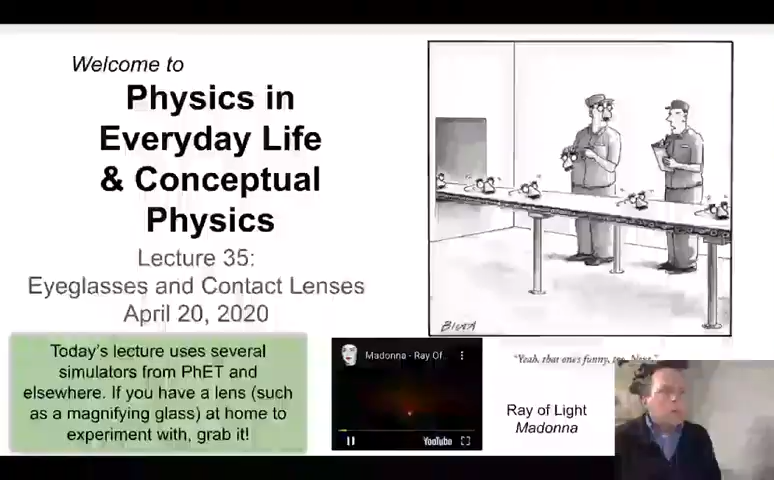 Welcome to
Physics in
Everyday Life
& Conceptual
Physics
Lecture 35:
Eyeglasses and Contact Lenses
April 20, 2020
Today's lecture uses several
simulators from PhET and
elsewhere. If you have a lens (such
as a magnifying glass) at home to
experiment with, grab it!
Madonna - Ray Of...
YouTube
"Yeah, that one's funny, too. Next."
Ray of Light
Madonna